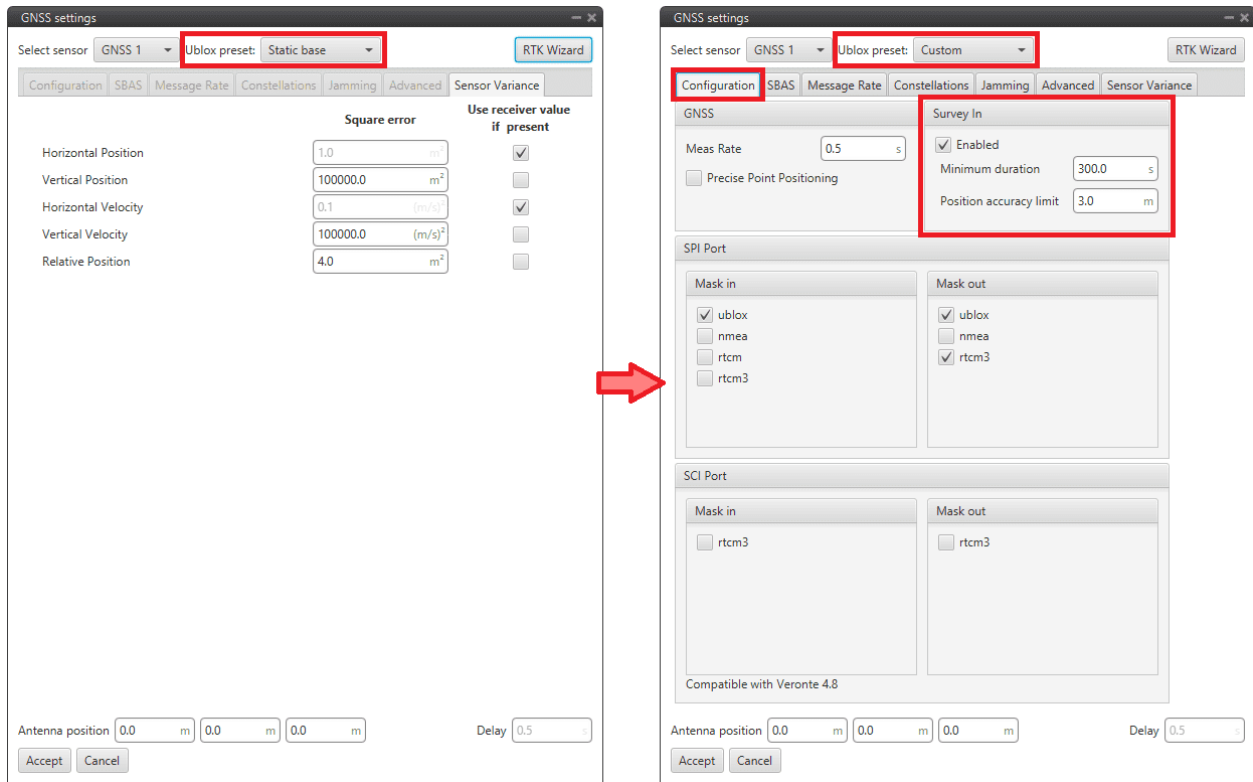 GNSS settings
Select sensor GNSS 1 Ublox preset: Static base RTK Wizard
Configuration SBAS Message Rate Constellations Jamming Advanced Sensor Variance
Square error Use receiver value
if present
Horizontal Position 1.0 m²
Vertical Position 100000.0 m²
Horizontal Velocity 0.1 (m/s)²
Vertical Velocity 100000.0 (m/s)²
Relative Position 4.0 m²
Antenna position 0.0 m 0.0 m 0.0 m Delay 0.5 s
Accept Cancel
GNSS settings
Select sensor GNSS 1 Ublox preset: Custom RTK Wizard
Configuration SBAS Message Rate Constellations Jamming Advanced Sensor Variance
GNSS
Meas Rate 0.5 s
Precise Point Positioning
Survey In
Enabled
Minimum duration 300.0 s
Position accuracy limit 3.0 m
SPI Port
Mask in
ublox
nmea
rtcm
rtcm3
Mask out
ublox
nmea
rtcm3
SCI Port
Mask in
rtcm3
Mask out
rtcm3
Compatible with Veronte 4.8
Antenna position 0.0 m 0.0 m 0.0 m Delay 0.5 s
Accept Cancel